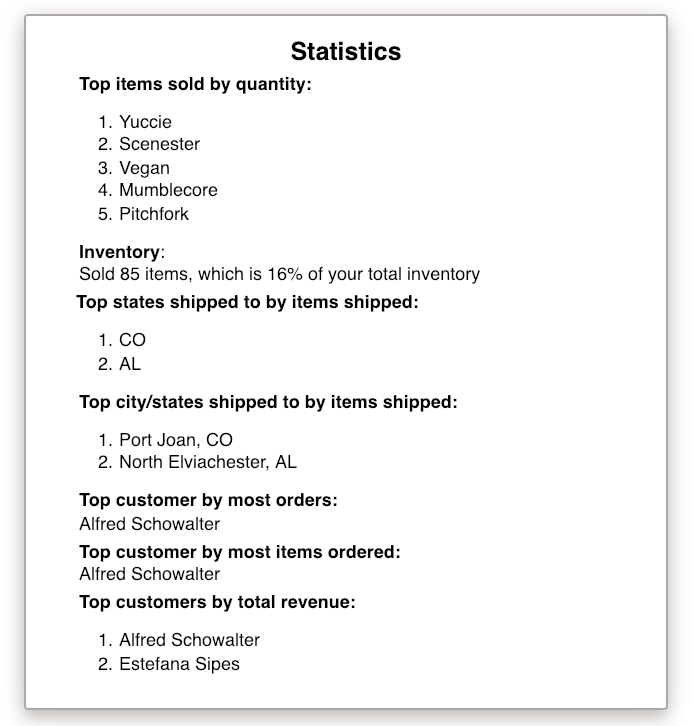 Statistics
Top items sold by quantity:
1. Yuccie
2. Scenester
3. Vegan
4. Mumblecore
5. Pitchfork
Inventory:
Sold 85 items, which is 16% of your total inventory
Top states shipped to by items shipped:
1. CO
2. AL
Top city/states shipped to by items shipped:
1. Port Joan, CO
2. North Elviachester, AL
Top customer by most orders:
Alfred Schowalter
Top customer by most items ordered:
Alfred Schowalter
Top customers by total revenue:
1. Alfred Schowalter
2. Estefana Sipes